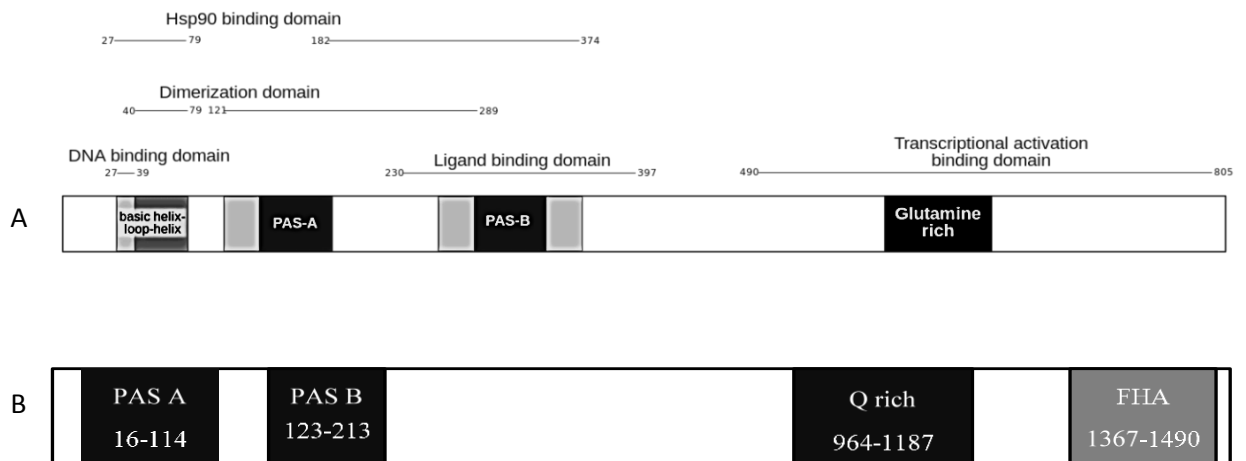 Hsp90 binding domain
27 79 182 374
Dimerization domain
40 79 121 289
DNA binding domain
27 39
Ligand binding domain
230 397
Transcriptional activation
binding domain
490 805
A
basic helix-
loop-helix
PAS-A
PAS-B
Glutamine
rich
B
PAS A
16-114
PAS B
123-213
Q rich
964-1187
FHA
1367-1490